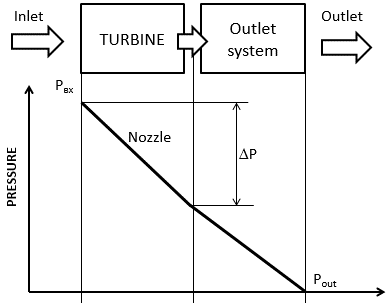 Inlet
TURBINE
Outlet
system
Outlet
Pвх
Nozzle
ΔP
PRESSURE
Pout